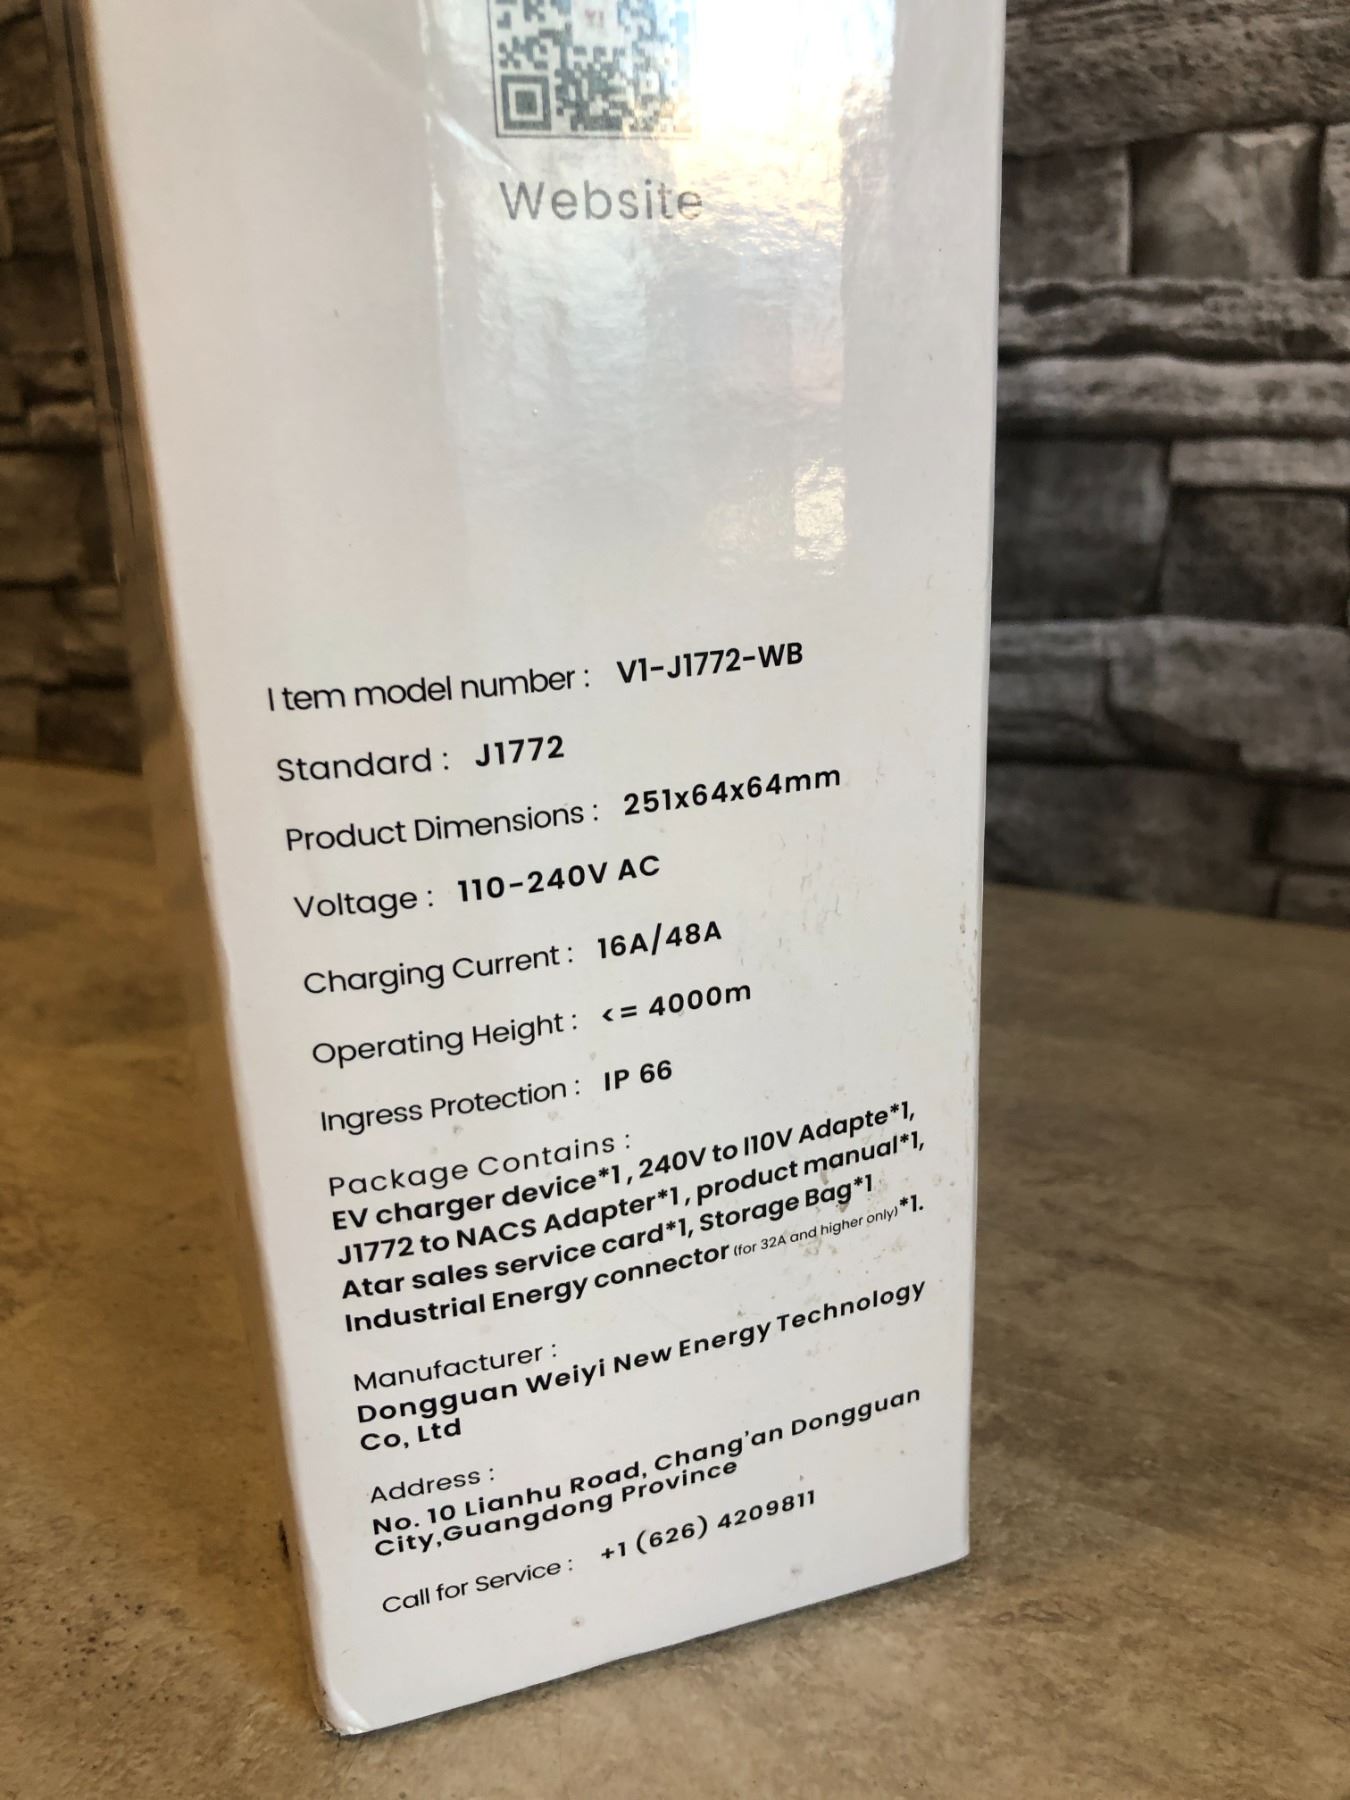 Website
I tem model number : V1-J1772-WB
Standard : J1772
Product Dimensions : 251x64x64mm
Voltage : 110-240V AC
Charging Current : 16A/48A
Operating Height : <= 4000m
Ingress Protection : IP 66
Package Contains :
EV charger device*1, 240V to l10V Adapte*1,
J1772 to NACS Adapter*1, product manual*1,
Atar sales service card*1, Storage Bag*1
Industrial Energy connector (for 32A and higher only)*1.
Manufacturer :
Dongguan Weiyi New Energy Technology
Co, Ltd
Address :
No. 10 Lianhu Road, Chang'an Dongguan
City,Guangdong Province
Call for Service : +1 (626) 4209811